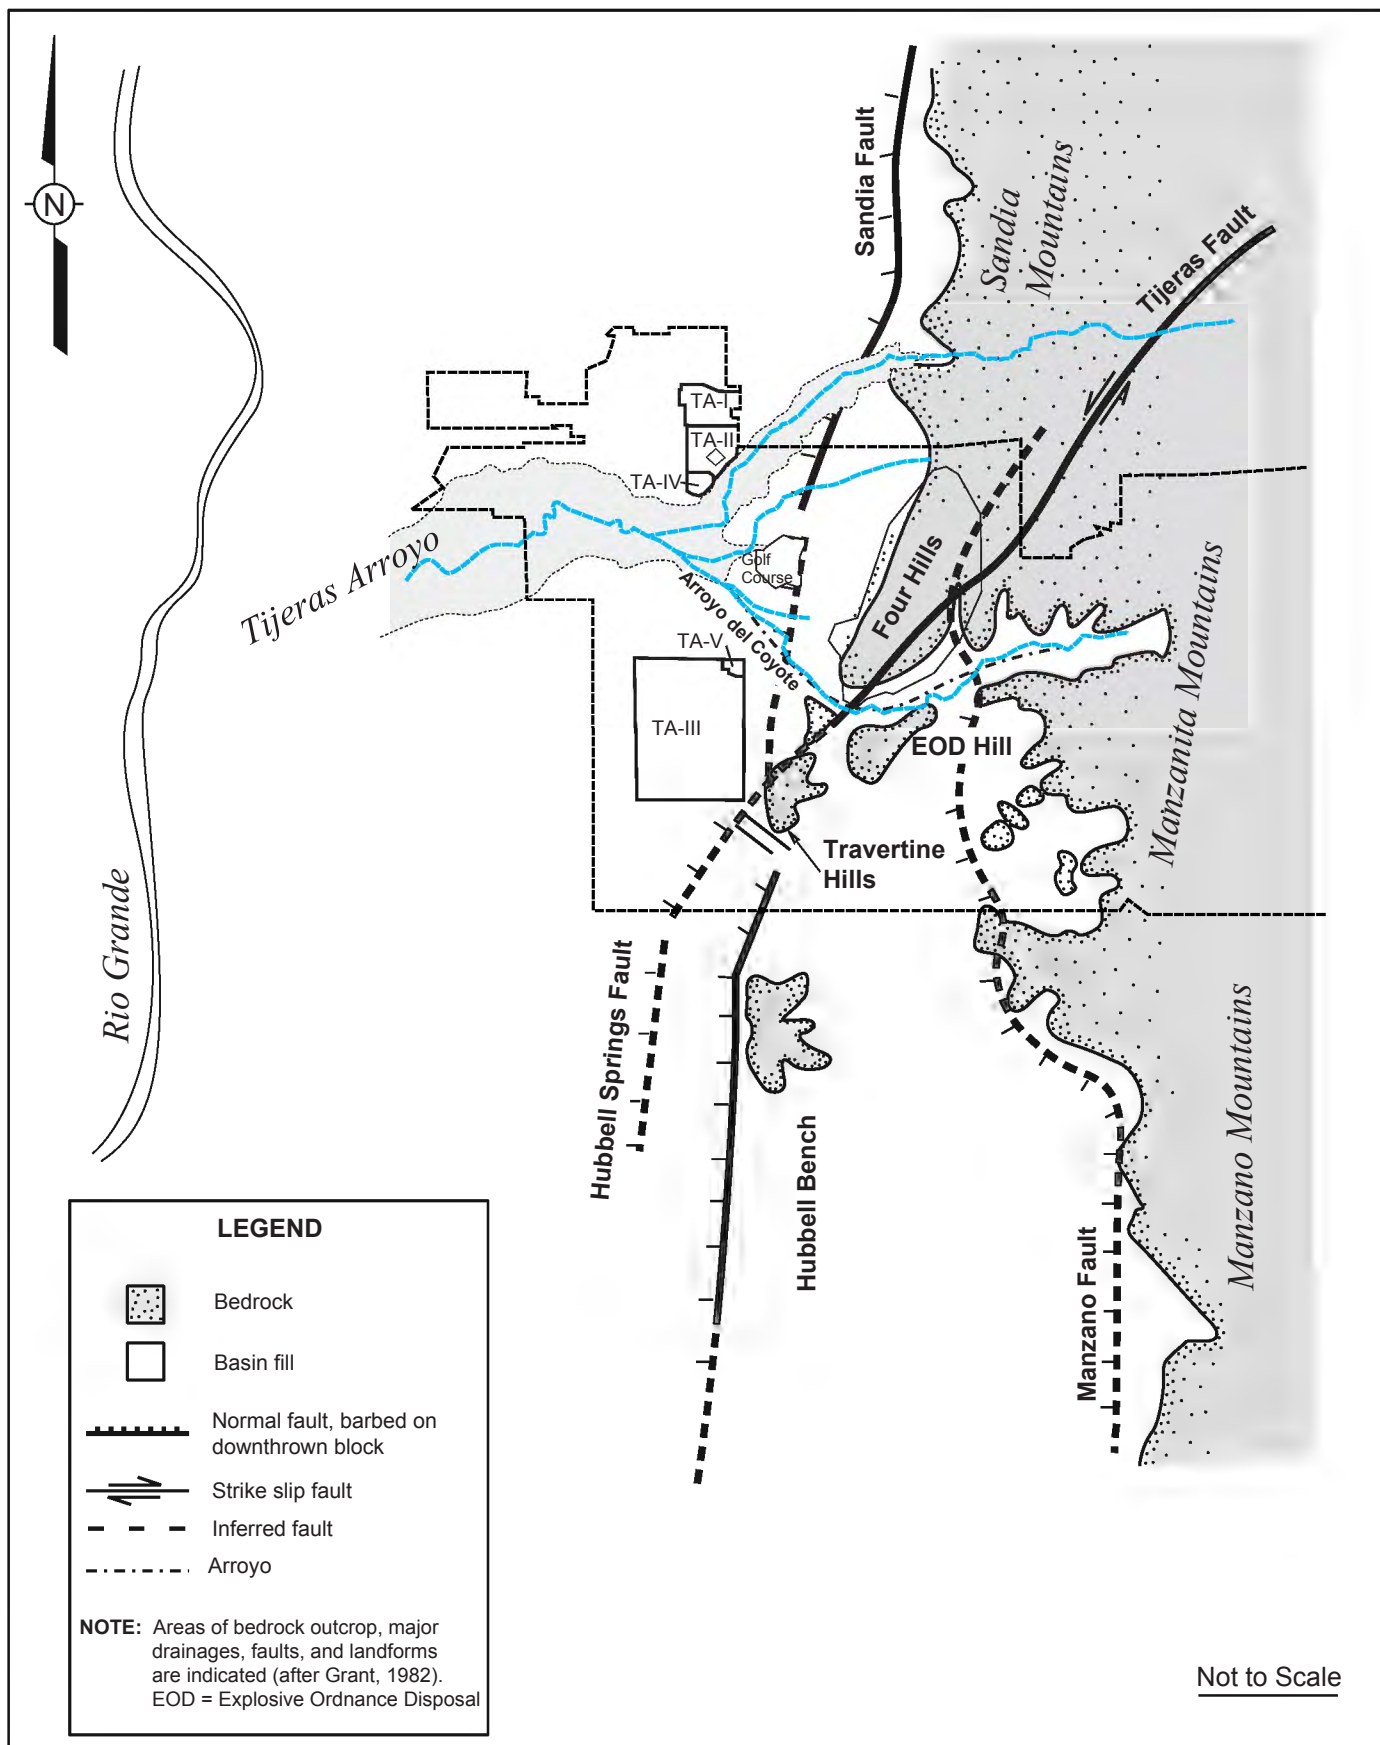 N
Sandia Fault
Sandia
Mountains
Tijeras Fault
TA-I
TA-II
TA-IV
Tijeras Arroyo
Golf
Course
Arroyo del Coyote
Four Hills
TA-V
TA-III
EOD Hill
Manzanita Mountains
Travertine
Hills
Rio Grande
Hubbell Springs Fault
Hubbell Bench
Manzano Fault
Manzano Mountains
LEGEND
Bedrock
Basin fill
Normal fault, barbed on
downthrown block
Strike slip fault
Inferred fault
Arroyo
NOTE: Areas of bedrock outcrop, major
drainages, faults, and landforms
are indicated (after Grant, 1982).
EOD = Explosive Ordnance Disposal
Not to Scale